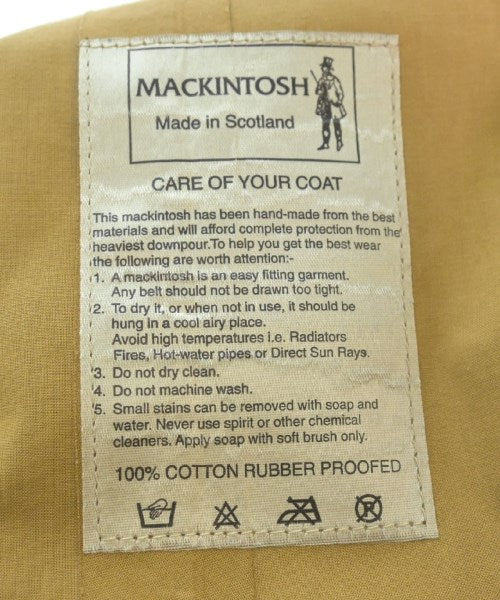 MACKINTOSH
Made in Scotland
CARE OF YOUR COAT
This mackintosh has been hand-made from the best
materials and will afford complete protection from the
heaviest downpour.To help you get the best wear
the following are worth attention:-
1. A mackintosh is an easy fitting garment.
Any belt should not be drawn too tight.
2. To dry it, or when not in use, it should be
hung in a cool airy place.
Avoid high temperatures i.e. Radiators
Fires, Hot-water pipes or Direct Sun Rays.
3. Do not dry clean.
4. Do not machine wash.
5. Small stains can be removed with soap and
water. Never use spirit or other chemical
cleaners. Apply soap with soft brush only.
100% COTTON RUBBER PROOFED